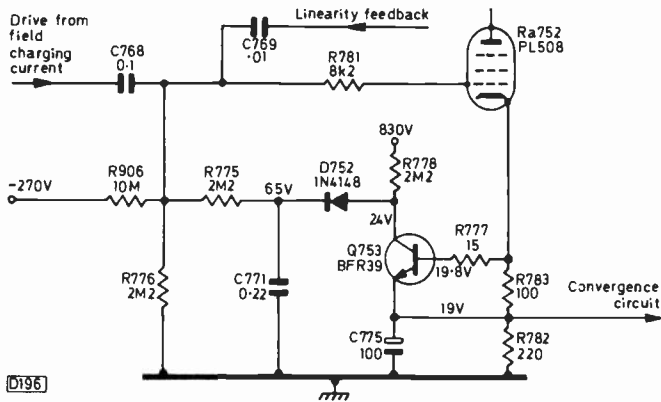 Drive from
field
charging
current
C768
0.1
Linearity feedback
C769
.01
R781
8k2
Ra752
PL508
830V
R778
2M2
D752
1N4148
-270V
R906
10M
R775
2M2
65V
24V
R777
15
Q753
BFR39
19.8V
R776
2M2
C771
0.22
R783
100
Convergence
circuit
19V
C775
100
R782
220
D196